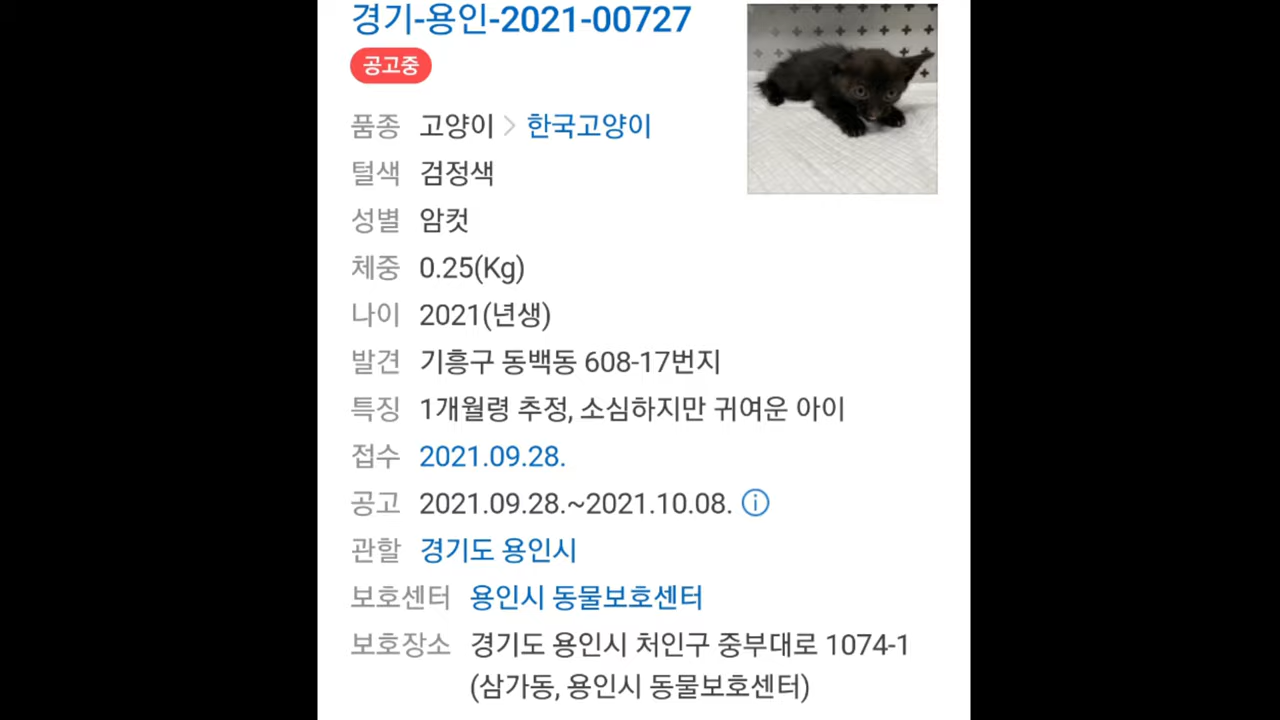 경기-용인-2021-00727
공고중
품종 고양이 > 한국고양이
털색 검정색
성별 암컷
체중 0.25(Kg)
나이 2021(년생)
발견 기흥구 동백동 608-17번지
특징 1개월령 추정, 소심하지만 귀여운 아이
접수 2021.09.28.
공고 2021.09.28.~2021.10.08.
관할 경기도 용인시
보호센터 용인시 동물보호센터
보호장소 경기도 용인시 처인구 중부대로 1074-1
(삼가동, 용인시 동물보호센터)